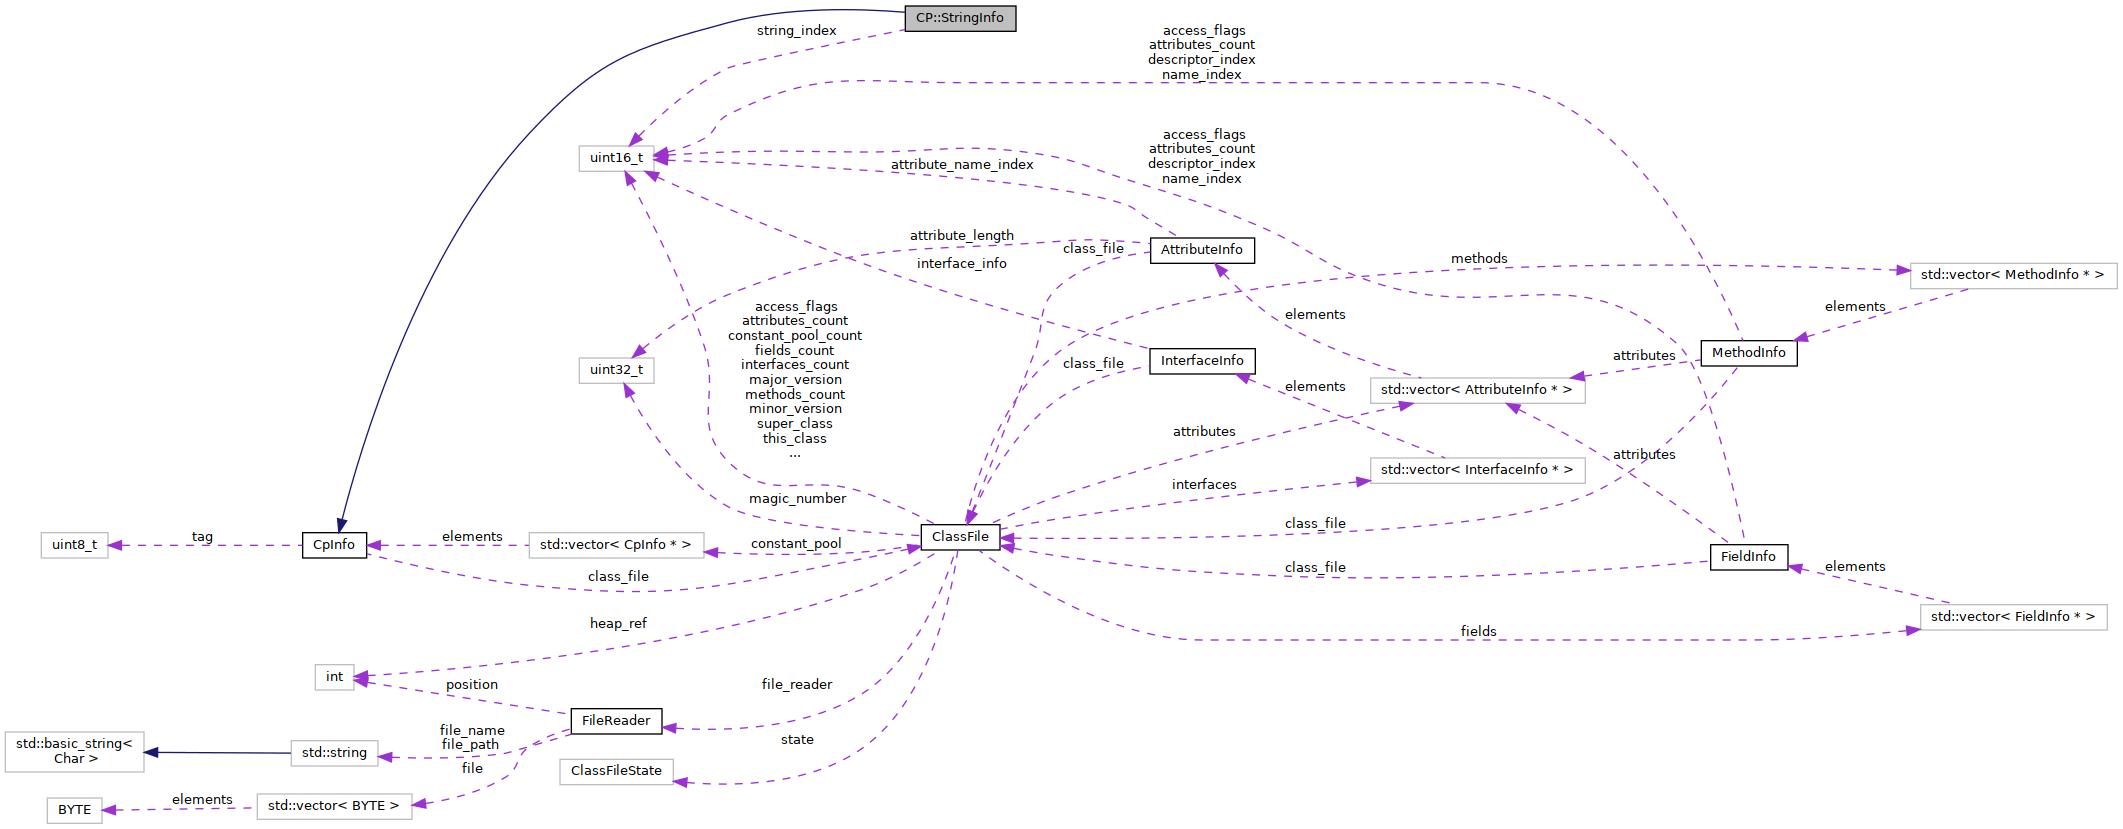 CP::StringInfo
string_index
access_flags
attributes_count
descriptor_index
name_index
access_flags
attributes_count
descriptor_index
name_index
uint16_t
attribute_name_index
attribute_length
class_file
AttributeInfo
interface_info
methods
std::vector< MethodInfo * >
elements
elements
access_flags
attributes_count
constant_pool_count
fields_count
interfaces_count
major_version
methods_count
minor_version
super_class
this_class
...
uint32_t
class_file
InterfaceInfo
attributes
MethodInfo
elements
std::vector< AttributeInfo * >
attributes
attributes
interfaces
std::vector< InterfaceInfo * >
magic_number
class_file
uint8_t
tag
CpInfo
elements
std::vector< CpInfo * >
constant_pool
ClassFile
FieldInfo
class_file
class_file
elements
std::vector< FieldInfo * >
heap_ref
fields
int
position
file_reader
FileReader
file_name
file_path
std::basic_string<
Char >
std::string
state
file
ClassFileState
BYTE
elements
std::vector< BYTE >